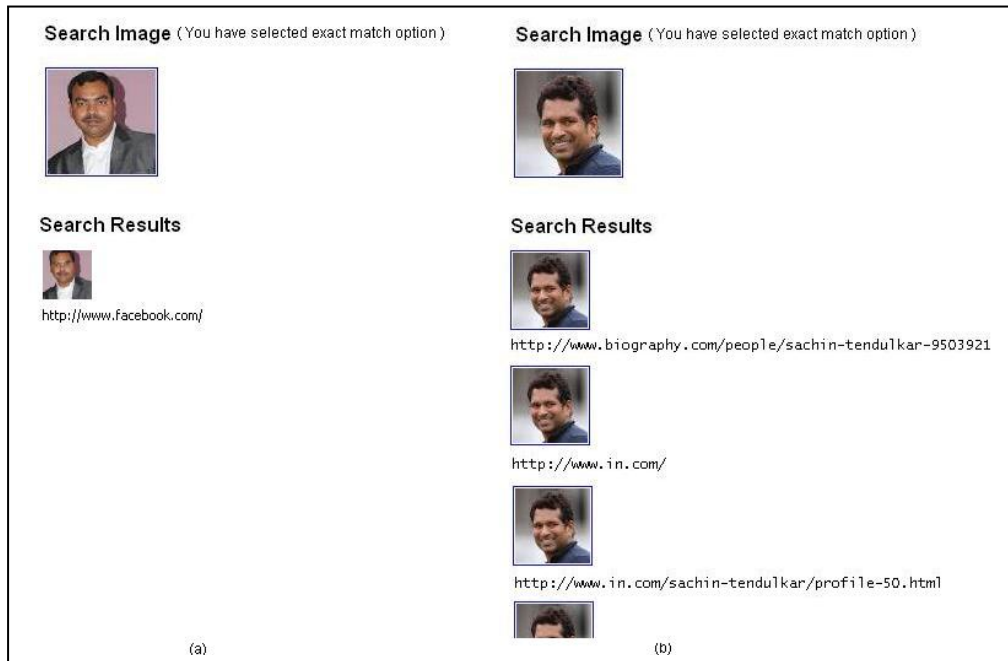 Search Image ( You have selected exact match option )
Search Results
http://www.facebook.com/
(a)
Search Image ( You have selected exact match option )
Search Results
http://www.biography.com/people/sachin-tendulkar-9503921
http://www.in.com/
http://www.in.com/sachin-tendulkar/profile-50.html
(b)